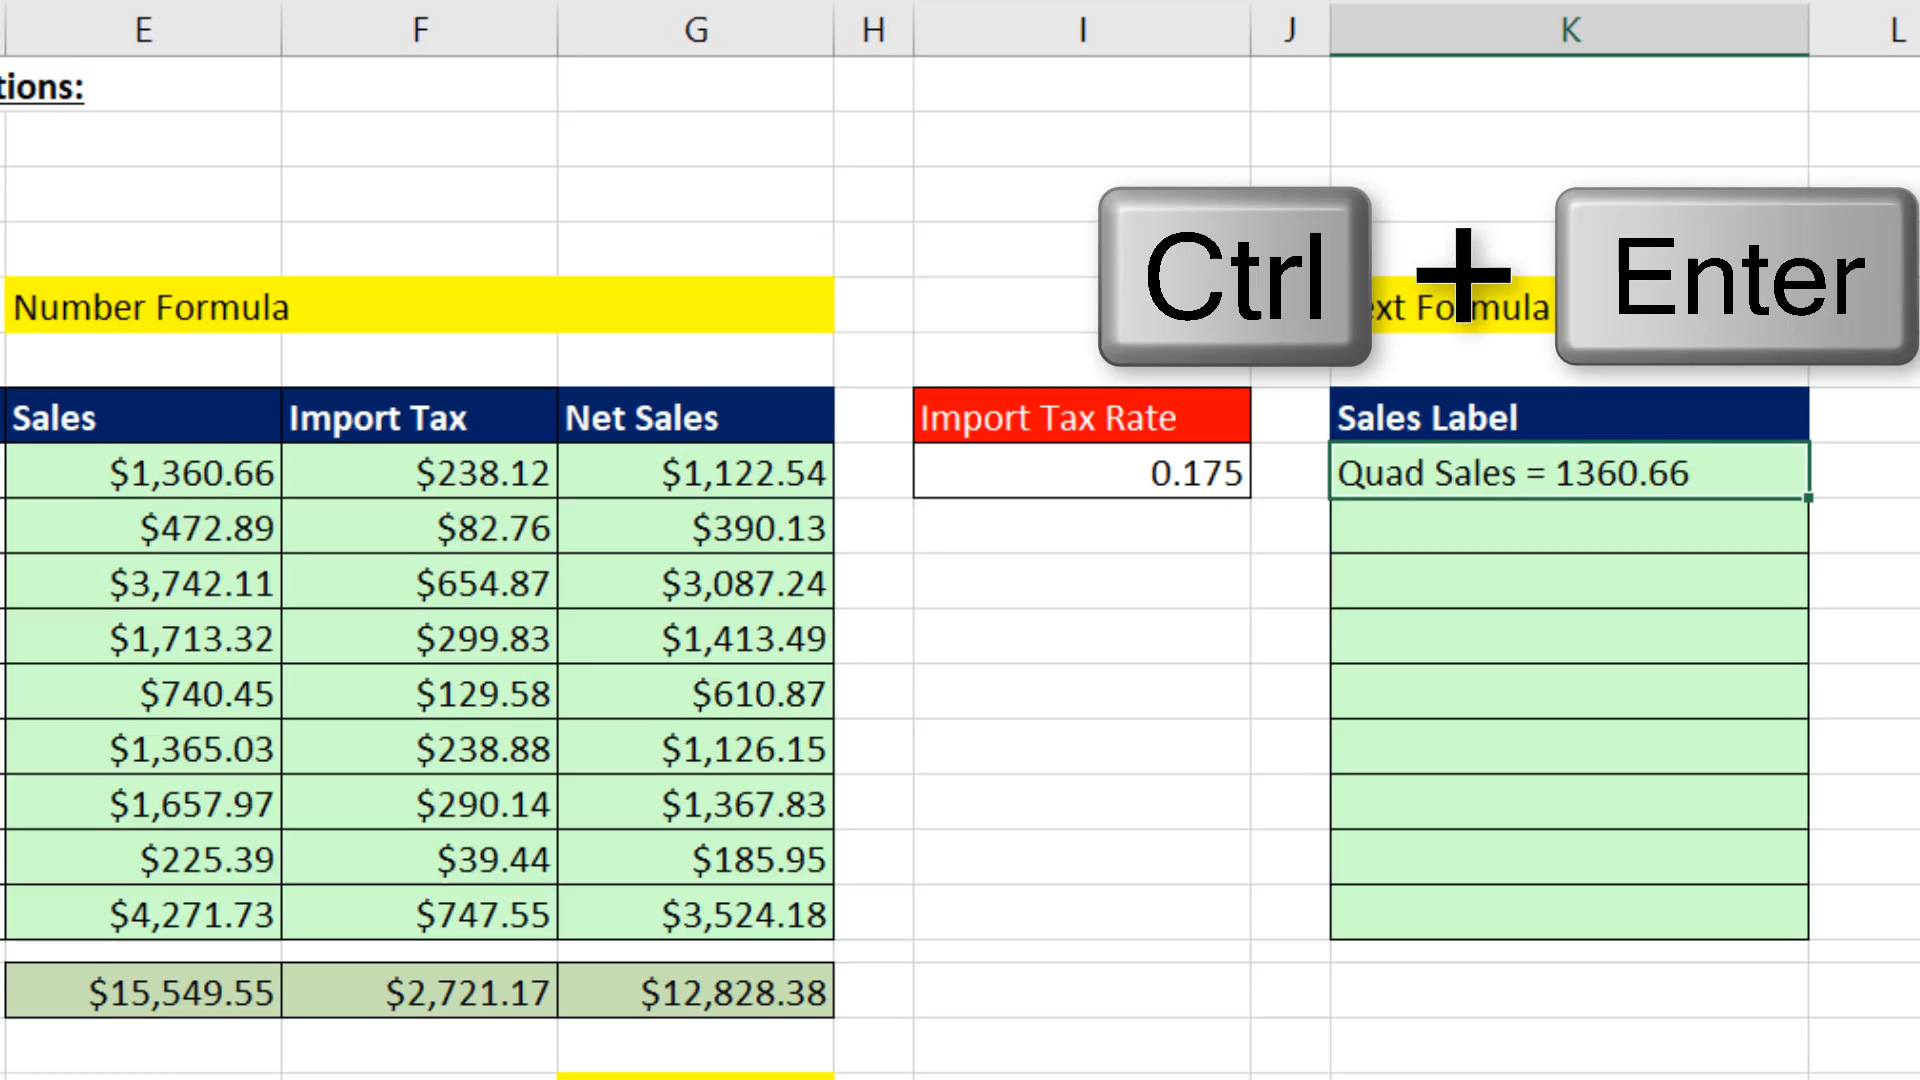 E F G H I J K L
tions:
Ctrl + Enter
Number Formula ext Formula
Sales Import Tax Net Sales Import Tax Rate Sales Label
$1,360.66 $238.12 $1,122.54 0.175 Quad Sales = 1360.66
$472.89 $82.76 $390.13
$3,742.11 $654.87 $3,087.24
$1,713.32 $299.83 $1,413.49
$740.45 $129.58 $610.87
$1,365.03 $238.88 $1,126.15
$1,657.97 $290.14 $1,367.83
$225.39 $39.44 $185.95
$4,271.73 $747.55 $3,524.18
$15,549.55 $2,721.17 $12,828.38